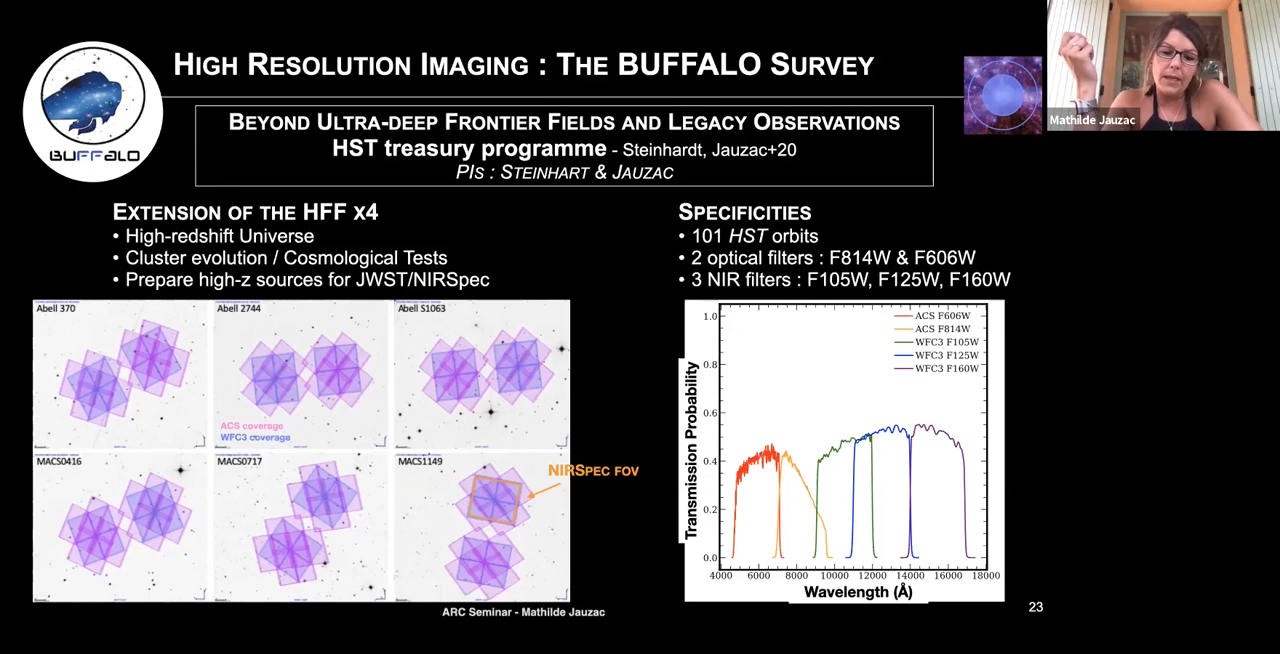 HIGH RESOLUTION IMAGING : THE BUFFALO SURVEY
BUFFALO
Mathilde Jauzac
BEYOND ULTRA-DEEP FRONTIER FIELDS AND LEGACY OBSERVATIONS
HST treasury programme - Steinhardt, Jauzac+20
PIS : STEINHART & JAUZAC
EXTENSION OF THE HFF X4
• High-redshift Universe
• Cluster evolution / Cosmological Tests
• Prepare high-z sources for JWST/NIRSpec
SPECIFICITIES
• 101 HST orbits
• 2 optical filters : F814W & F606W
• 3 NIR filters : F105W, F125W, F160W
Abell 370
Abell 2744
Abell S1063
ACS coverage
WFC3 coverage
MACS0416
MACS0717
MACS1149
NIRSPEC FOV
ACS F606W
ACS F814W
WFC3 F105W
WFC3 F125W
WFC3 F160W
Transmission Probability
1.0
0.8
0.6
0.4
0.2
0.0
4000 6000 8000 10000 12000 14000 16000 18000
Wavelength (Å)
ARC Seminar - Mathilde Jauzac
23